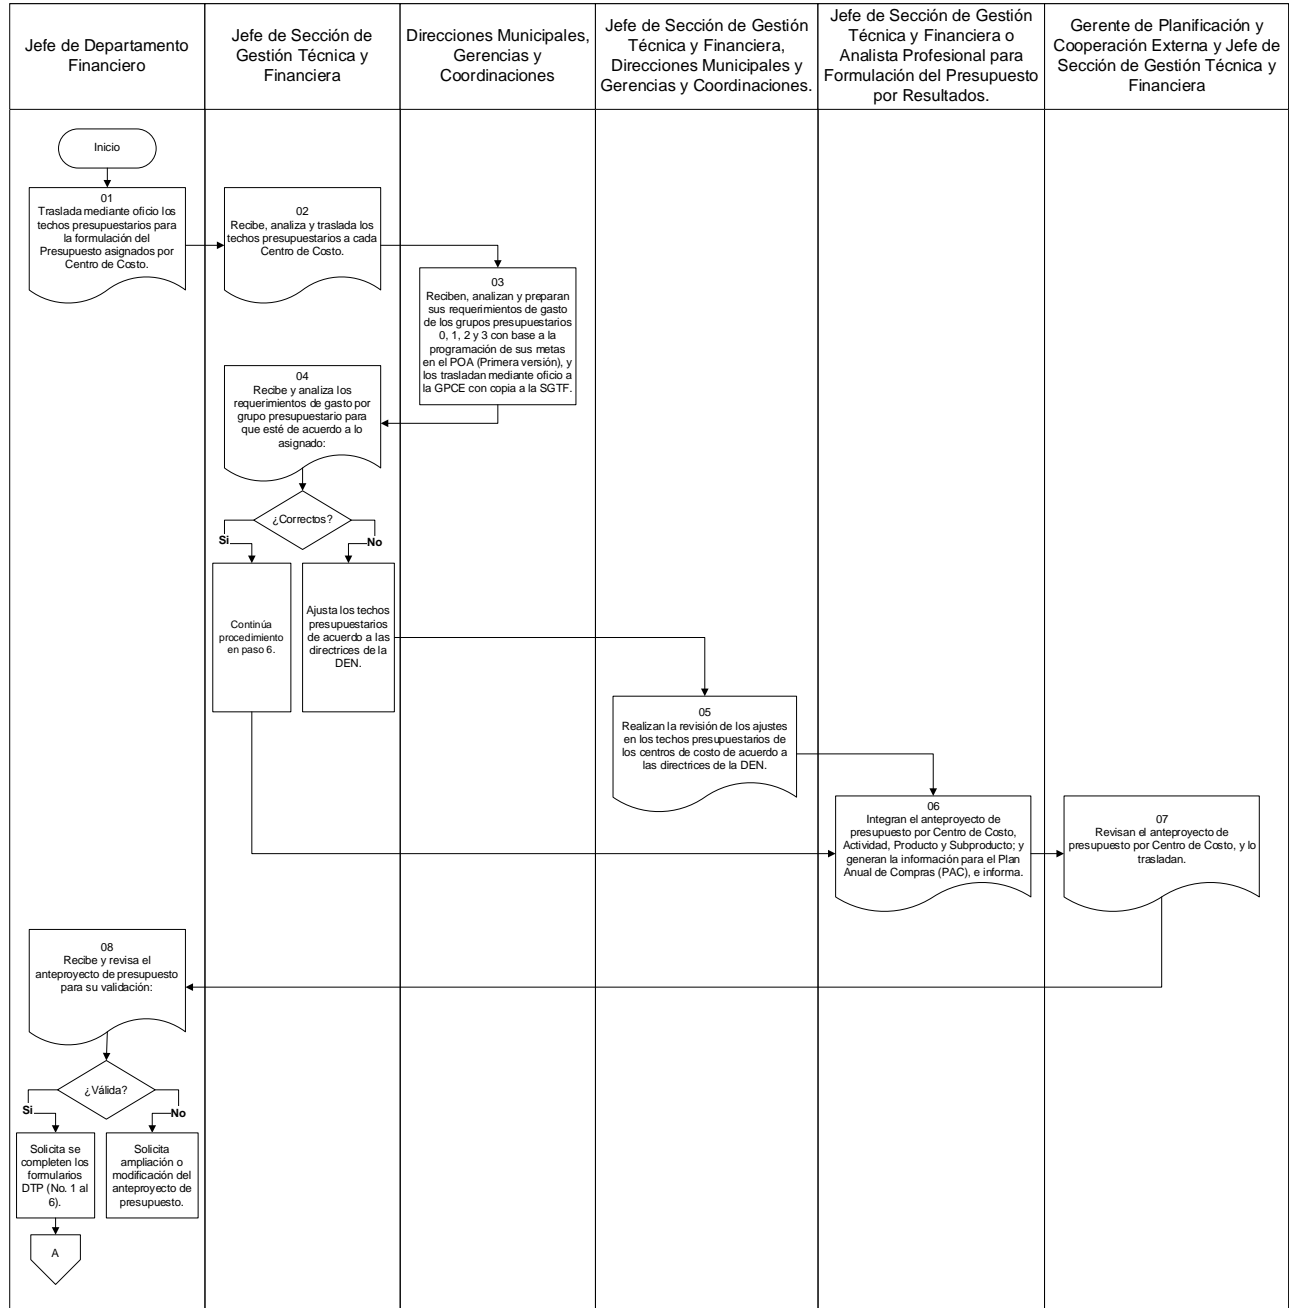 Jefe de Departamento
Financiero
Jefe de Sección de
Gestión Técnica y
Financiera
Direcciones Municipales,
Gerencias y
Coordinaciones
Jefe de Sección de Gestión
Técnica y Financiera,
Direcciones Municipales y
Gerencias y Coordinaciones.
Jefe de Sección de Gestión
Técnica y Financiera o
Analista Profesional para
Formulación del Presupuesto
por Resultados.
Gerente de Planificación y
Cooperación Externa y Jefe de
Sección de Gestión Técnica y
Financiera
Inicio
01
Traslada mediante oficio los
techos presupuestarios para
la formulación del
Presupuesto asignados por
Centro de Costo.
02
Recibe, analiza y traslada los
techos presupuestarios a cada
Centro de Costo.
03
Reciben, analizan y preparan
sus requerimientos de gasto
de los grupos presupuestarios
0, 1, 2 y 3 con base a la
programación de sus metas
en el POA (Primera versión), y
los trasladan mediante oficio a
la GPCE con copia a la SGTF.
04
Recibe y analiza los
requerimientos de gasto por
grupo presupuestario para
que esté de acuerdo a lo
asignado:
¿Correctos?
Si
No
Continúa
procedimiento
en paso 6.
Ajusta los techos
presupuestarios
de acuerdo a las
directrices de la
DEN.
05
Realizan la revisión de los ajustes
en los techos presupuestarios de
los centros de costo de acuerdo a
las directrices de la DEN.
06
Integran el anteproyecto de
presupuesto por Centro de Costo,
Actividad, Producto y Subproducto; y
generan la información para el Plan
Anual de Compras (PAC), e informa.
07
Revisan el anteproyecto de
presupuesto por Centro de Costo, y lo
trasladan.
08
Recibe y revisa el
anteproyecto de presupuesto
para su validación:
¿Válida?
Si
No
Solicita se
completen los
formularios
DTP (No. 1 al
6).
Solicita
ampliación o
modificación del
anteproyecto de
presupuesto.
A